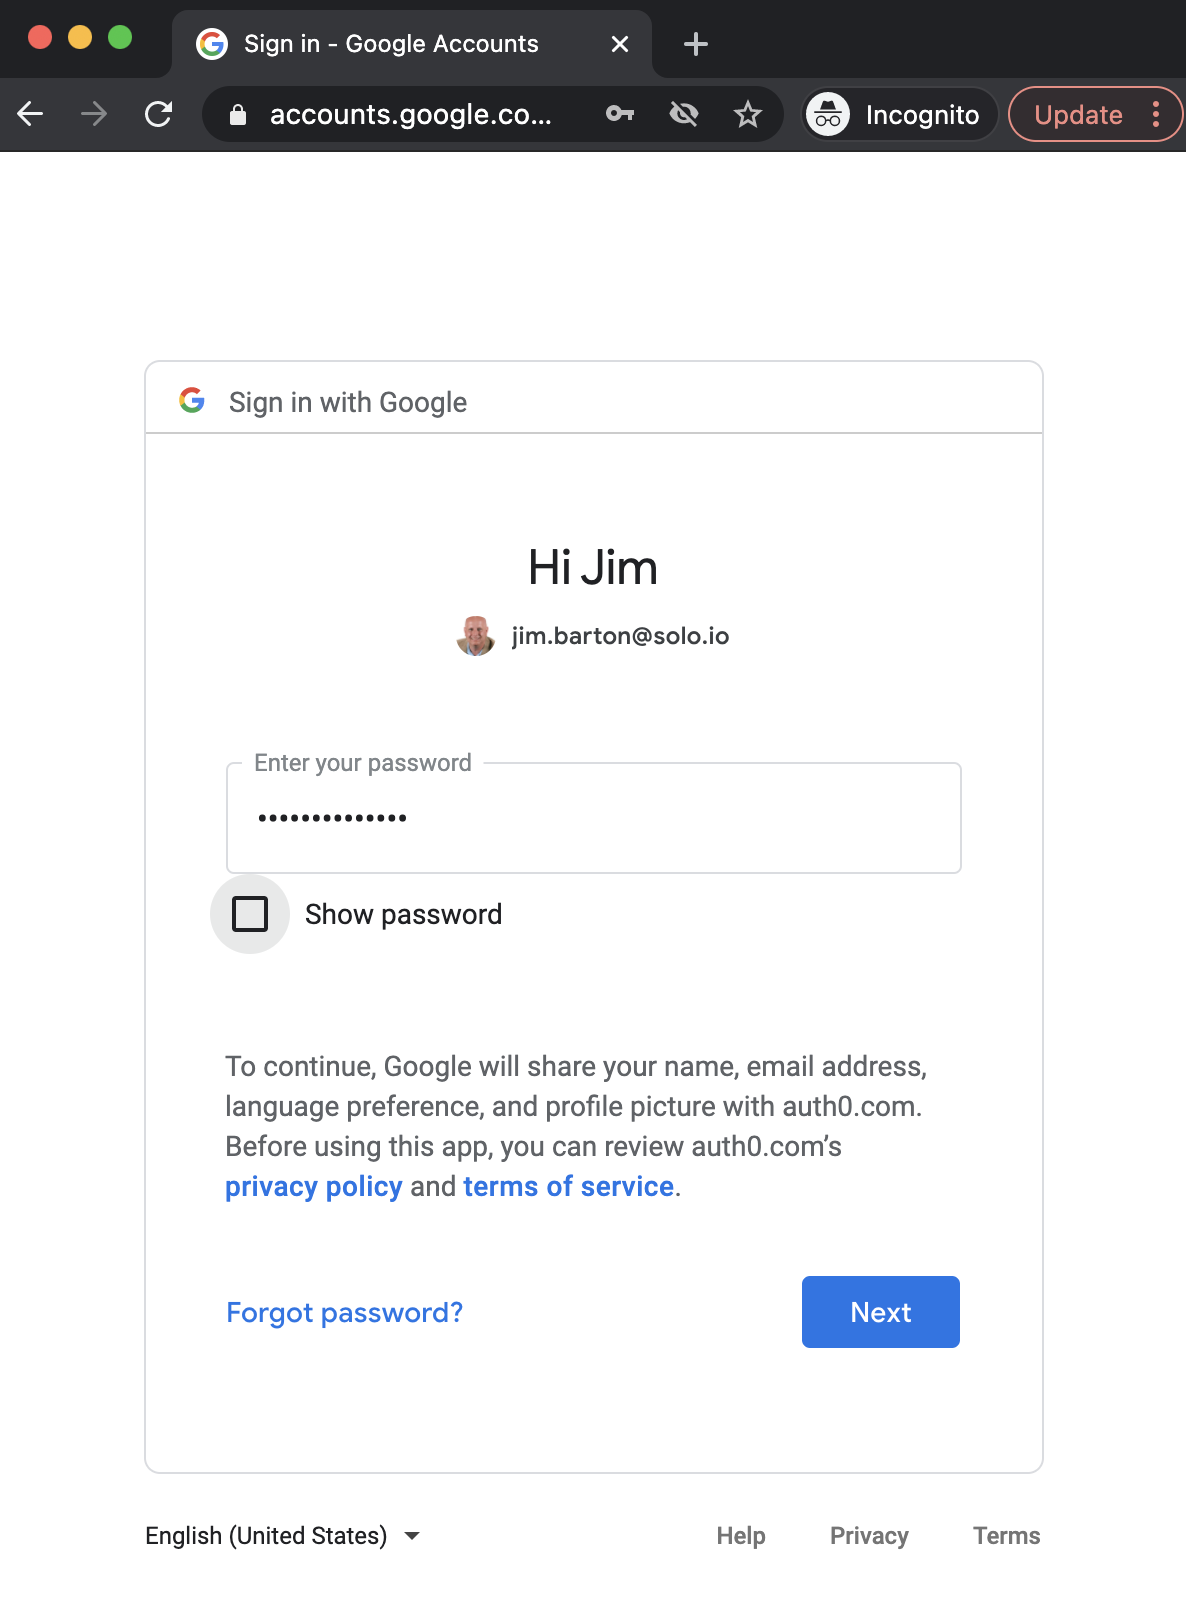 Sign in - Google Accounts
accounts.google.co...
Incognito
Update
Sign in with Google
Hi Jim
jim.barton@solo.io
Enter your password
••••••••••••••
Show password
To continue, Google will share your name, email address,
language preference, and profile picture with auth0.com.
Before using this app, you can review auth0.com’s
privacy policy and terms of service.
Forgot password?
Next
English (United States)
Help
Privacy
Terms